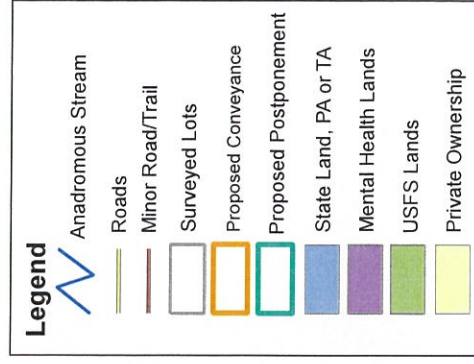 Legend
Anadromous Stream
Roads
Minor Road/Trail
Surveyed Lots
Proposed Conveyance
Proposed Postponement
State Land, PA or TA
Mental Health Lands
USFS Lands
Private Ownership